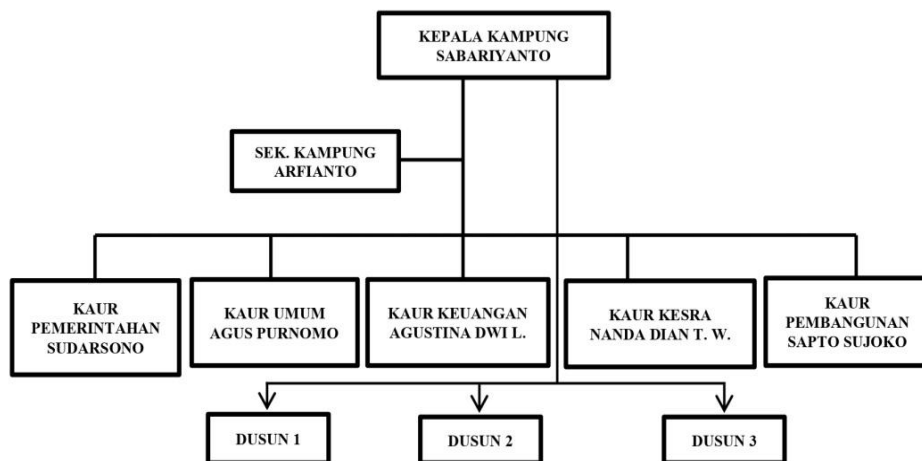 KEPALA KAMPUNG
SABARIYANTO
SEK. KAMPUNG
ARFIANTO
KAUR
PEMERINTAHAN
SUDARSONO
KAUR UMUM
AGUS PURNOMO
KAUR KEUANGAN
AGUSTINA DWI L.
KAUR KESRA
NANDA DIAN T. W.
KAUR
PEMBANGUNAN
SAPTO SUJOKO
DUSUN 1
DUSUN 2
DUSUN 3